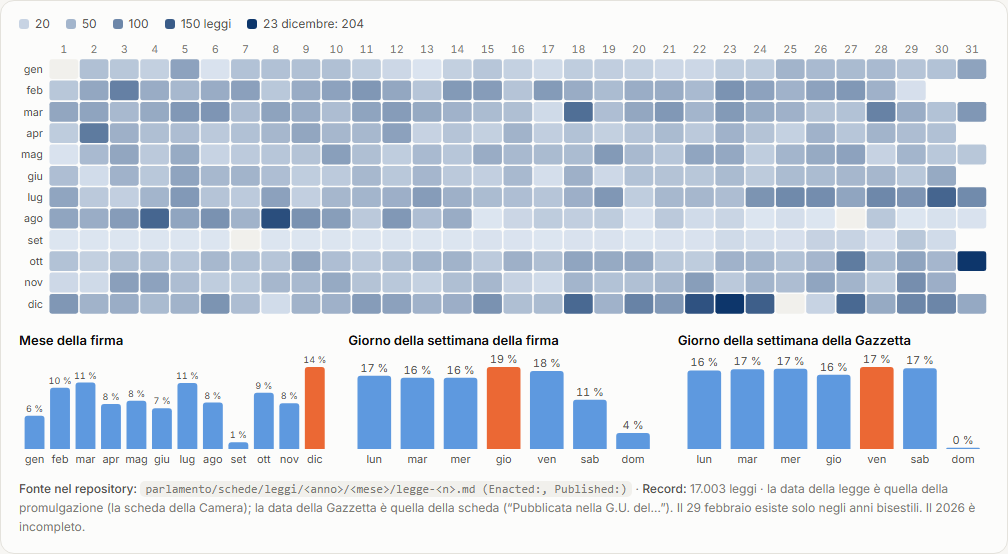 20 50 100 150 leggi 23 dicembre: 204
1 2 3 4 5 6 7 8 9 10 11 12 13 14 15 16 17 18 19 20 21 22 23 24 25 26 27 28 29 30 31
gen
feb
mar
apr
mag
giu
lug
ago
set
ott
nov
dic
Mese della firma
6 % 10 % 11 % 8 % 8 % 7 % 11 % 8 % 1 % 9 % 8 % 14 %
gen feb mar apr mag giu lug ago set ott nov dic
Giorno della settimana della firma
17 % 16 % 16 % 19 % 18 % 11 % 4 %
lun mar mer gio ven sab dom
Giorno della settimana della Gazzetta
16 % 17 % 17 % 16 % 17 % 17 % 0 %
lun mar mer gio ven sab dom
Fonte nel repository: parlamento/schede/leggi/<anno>/<mese>/legge-<n>.md (Enacted:, Published:) · Record: 17.003 leggi · la data della legge è quella della
promulgazione (la scheda della Camera); la data della Gazzetta è quella della scheda (“Pubblicata nella G.U. del…”). Il 29 febbraio esiste solo negli anni bisestili. Il 2026 è
incompleto.